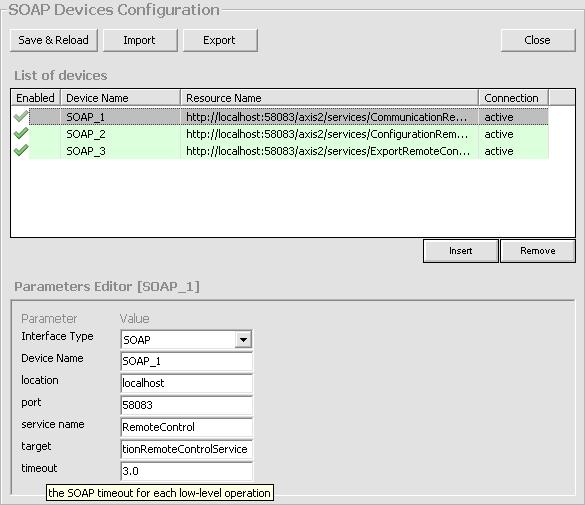 SOAP Devices Configuration
Save & Reload Import Export Close
List of devices
Enabled Device Name Resource Name Connection
SOAP_1 http://localhost:58083/axis2/services/CommunicationRe... active
SOAP_2 http://localhost:58083/axis2/services/ConfigurationRem... active
SOAP_3 http://localhost:58083/axis2/services/ExportRemoteCon... active
Insert Remove
Parameters Editor [SOAP_1]
Parameter Value
Interface Type SOAP
Device Name SOAP_1
location localhost
port 58083
service name RemoteControl
target tionRemoteControlService
timeout 3.0
the SOAP timeout for each low-level operation